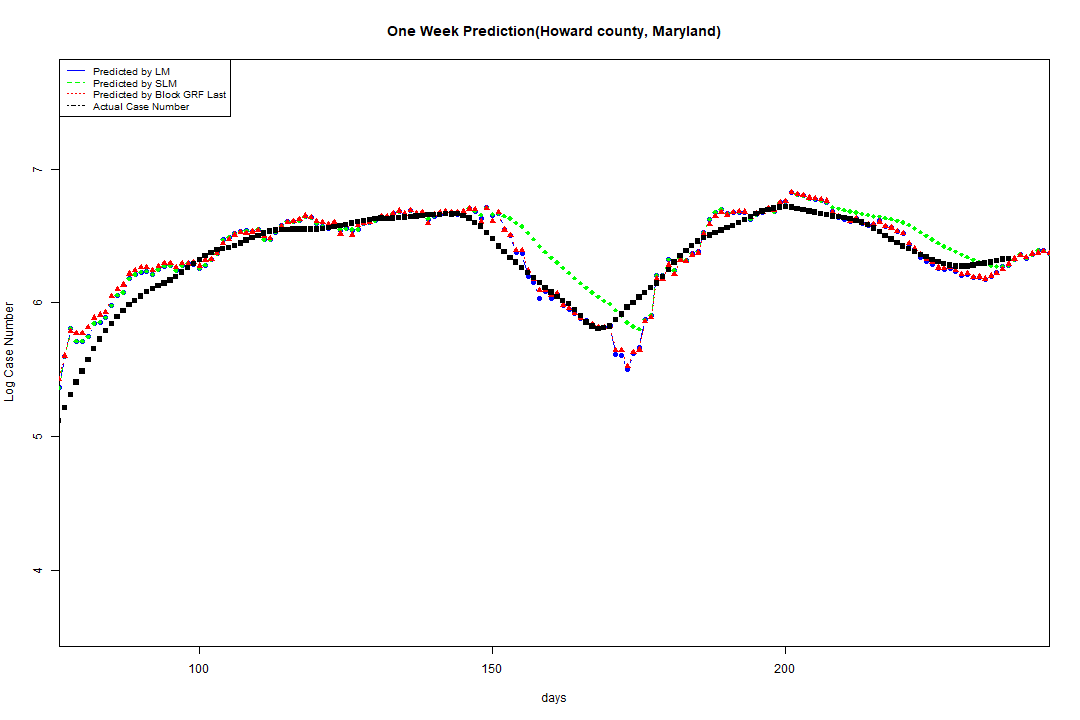 One Week Prediction(Howard county, Maryland)
Predicted by LM
Predicted by SLM
Predicted by Block GRF Last
Actual Case Number
7
6
5
4
Log Case Number
100 150 200
days